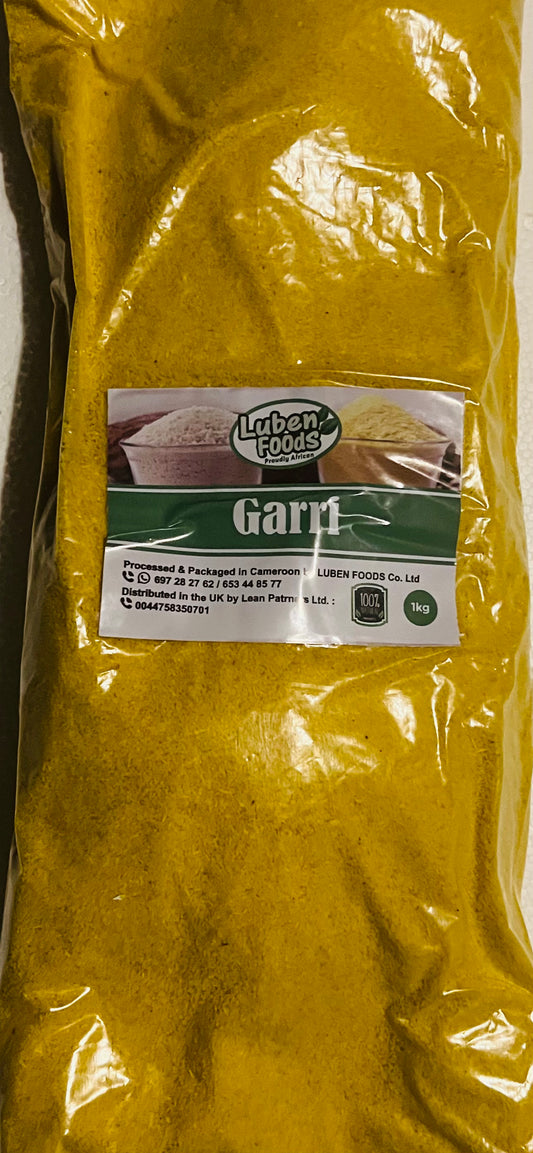 Luben
FOODS
Proudly African
Garri
Processed & Packaged in Cameroon LUBEN FOODS Co. Ltd
697 28 27 62 / 653 44 85 77
Distributed in the UK by Lean Patrners Ltd. :
0044758350701
100%
1kg